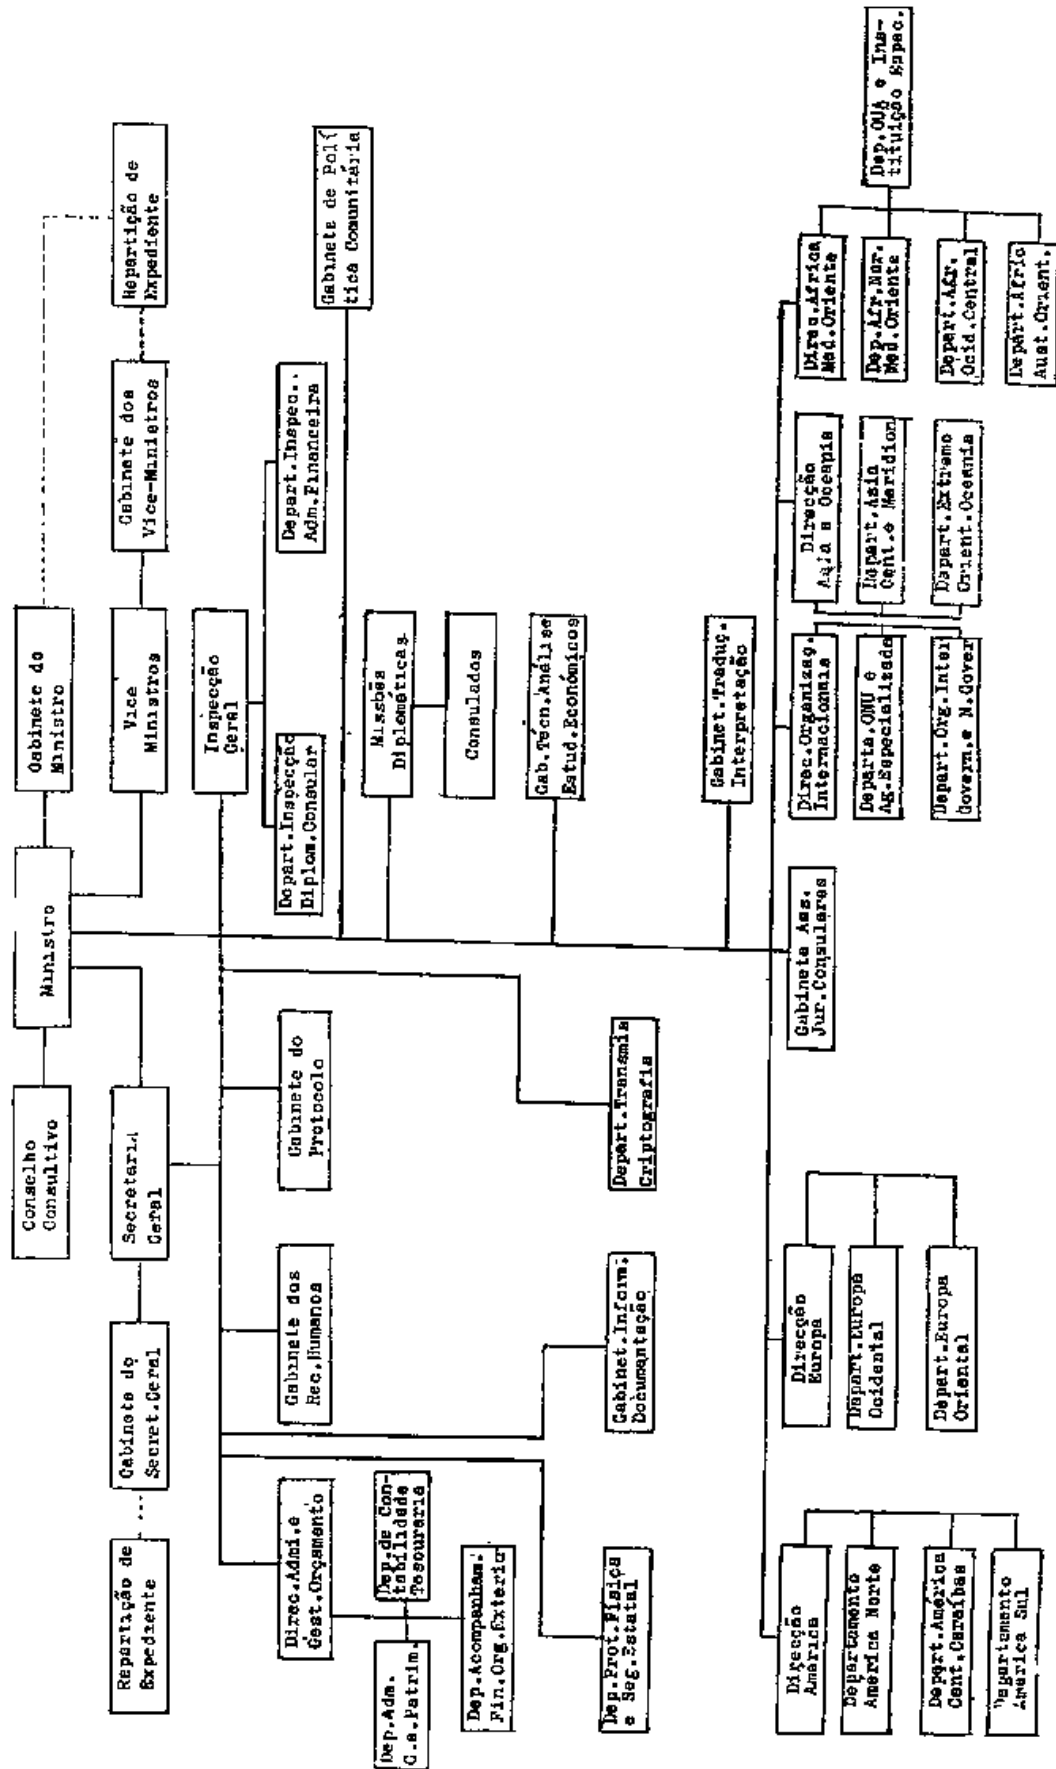 Conselho
Consultivo
Ministro
Gabinete do
Ministro
Repartição de
Expediente
Gabinete do
Secret.Geral
Secretaria
Geral
Vice
Ministros
Gabinete dos
Vice-Ministros
Repartição de
Expediente
Inspecção
Geral
Direc.Admi.e
Gest.Orçamento
Gabinete dos
Rec.Humanos
Gabinete do
Protocolo
Depart.Inspecção
Diplom.Consular
Depart.Inspec..
Adm.Financeira
Gabinete de Polí
tica Comunitária
Dep.Adm.
G.a.Patrim.
Dep.de Con-
tabilidade
Tesouraria
Missões
Diplomáticas
Dep.Acompanham.
Fin.Org.Exterio
Consulados
Gab.Técn.Análise
Estud.Económicos
Dep.Prot.Física
e Seg.Estatal
Gabinet.Inform.
Documentação
Depart.Transmis
Criptografia
Gabinet.Traduç.
Interpretação
Direcção
América
Direcção
Europa
Gabinete Ass.
Jur.Consulares
Direc.Organizaç.
Internacionais
Direcção
Asia e Oceania
Direc.Africa
Med.Oriente
Dep.OUA e Ins-
tituição Espec.
Departamento
America Norte
Depart.Europa
Ocidental
Departa.ONU e
Ag.Especializada
Depart.Asia
Cent.e Meridion
Dep.Afr.Nor.
Med.Oriente
Depart.América
Cent.Caraíbas
Depart.Europa
Oriental
Depart.Org.Inter
Govern.e N.Gover
Depart.Extremo
Orient.Oceania
Depart.Afr.
Ocid.Central
Departamento
América Sul
Depart.Afric
Aust.Orient.